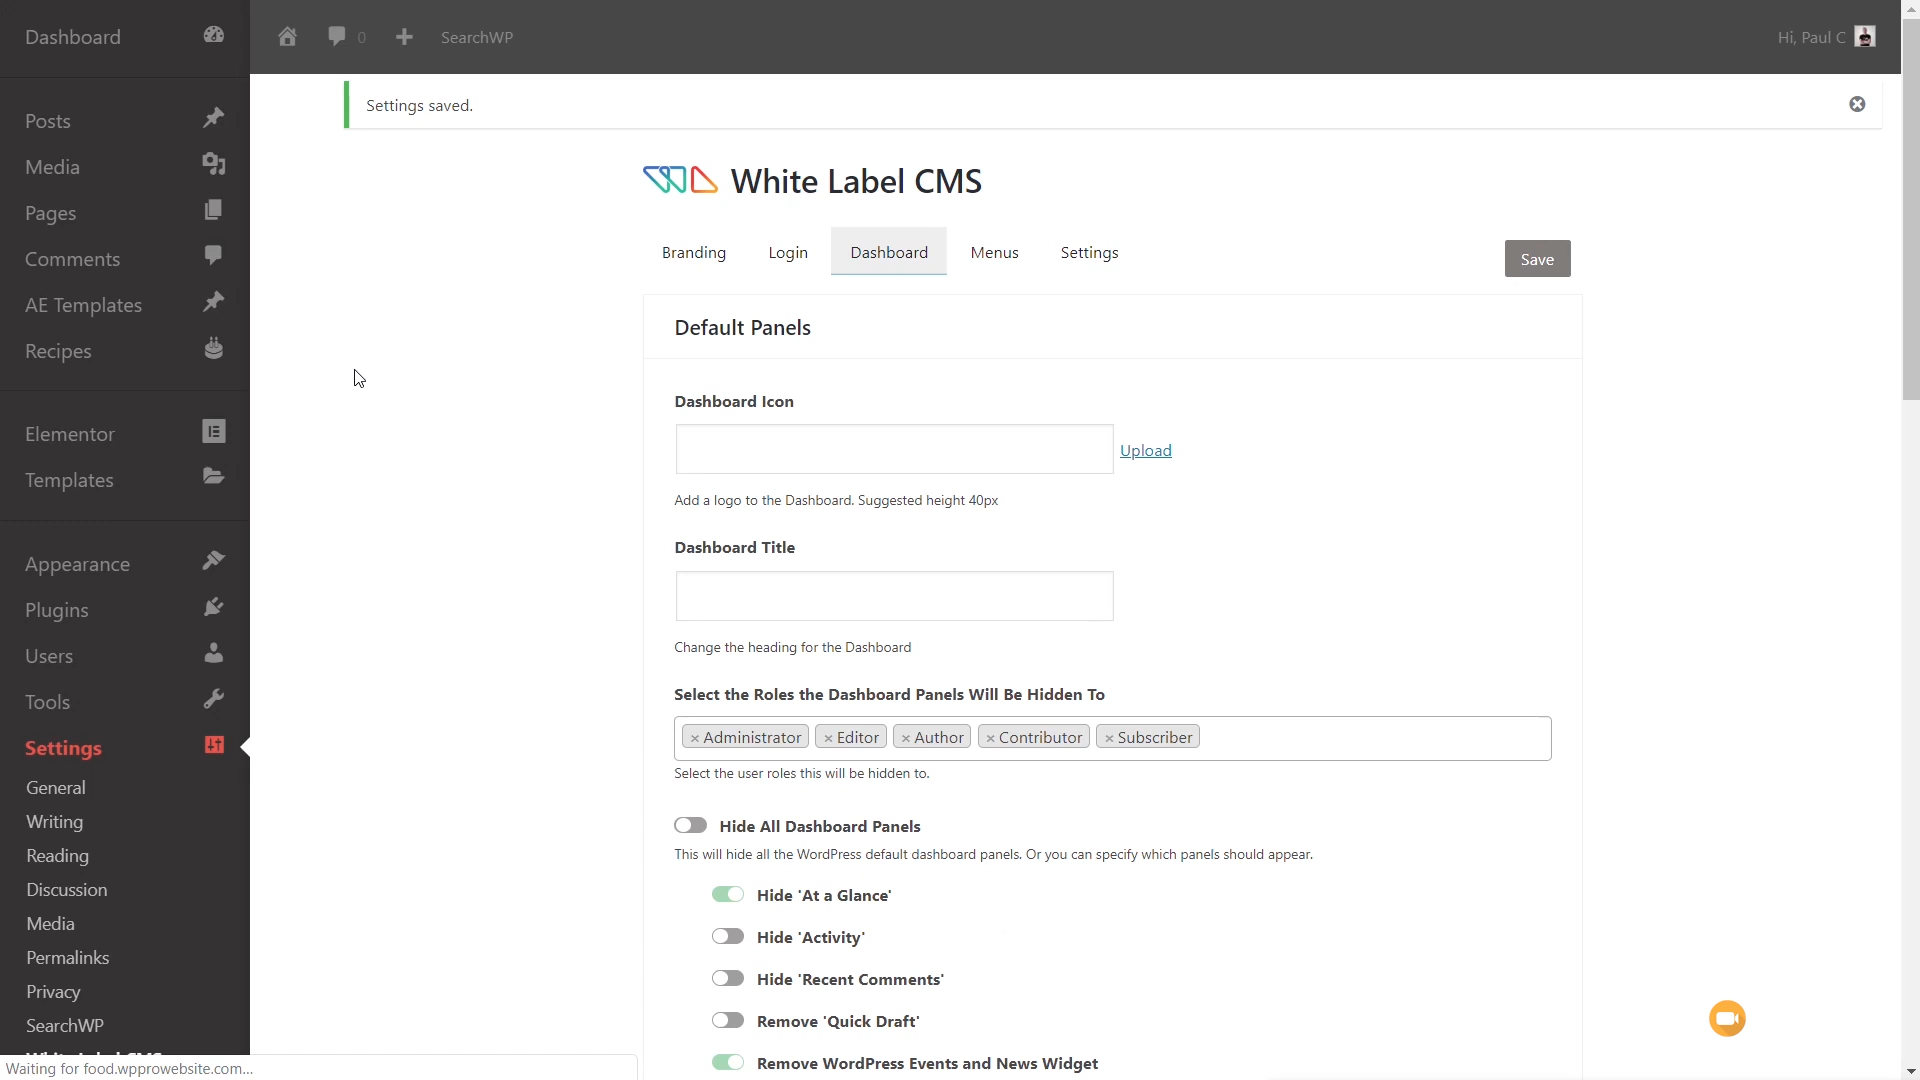 Dashboard
0
SearchWP
Hi, Paul C
Posts
Media
Pages
Comments
AE Templates
Recipes
Elementor
Templates
Appearance
Plugins
Users
Tools
Settings
General
Writing
Reading
Discussion
Media
Permalinks
Privacy
SearchWP
White Label CMS
Waiting for food.wpprowebsite.com...
Settings saved.
White Label CMS
Branding
Login
Dashboard
Menus
Settings
Save
Default Panels
Dashboard Icon
Upload
Add a logo to the Dashboard. Suggested height 40px
Dashboard Title
Change the heading for the Dashboard
Select the Roles the Dashboard Panels Will Be Hidden To
× Administrator × Editor × Author × Contributor × Subscriber
Select the user roles this will be hidden to.
Hide All Dashboard Panels
This will hide all the WordPress default dashboard panels. Or you can specify which panels should appear.
Hide 'At a Glance'
Hide 'Activity'
Hide 'Recent Comments'
Remove 'Quick Draft'
Remove WordPress Events and News Widget